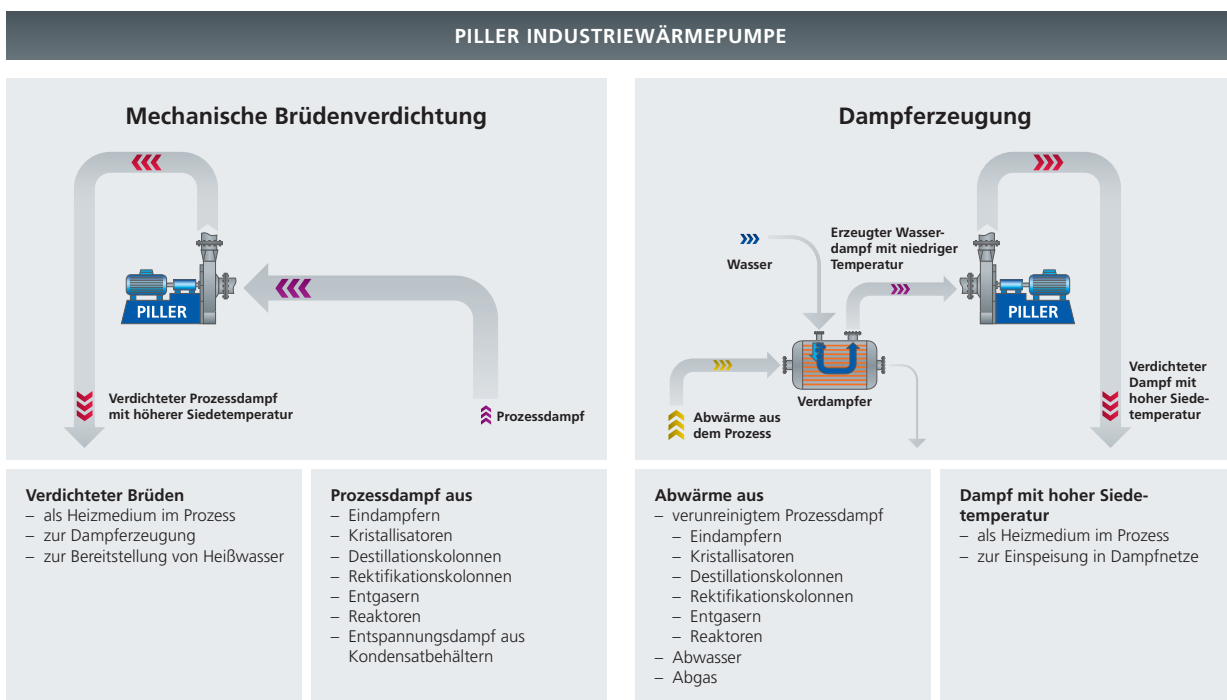 PILLER INDUSTRIEWÄRMEPUMPE
Mechanische Brüdenverdichtung
PILLER
Verdichteter Prozessdampf
mit höherer Siedetemperatur
Prozessdampf
Dampferzeugung
Wasser
Erzeugter Wasser-
dampf mit niedriger
Temperatur
PILLER
Verdampfer
Abwärme aus
dem Prozess
Verdichteter
Dampf mit
hoher Siede-
temperatur
Verdichteter Brüden
– als Heizmedium im Prozess
– zur Dampferzeugung
– zur Bereitstellung von Heißwasser
Prozessdampf aus
– Eindampfern
– Kristallisatoren
– Destillationskolonnen
– Rektifikationskolonnen
– Entgasern
– Reaktoren
– Entspannungsdampf aus
Kondensatbehältern
Abwärme aus
– verunreinigtem Prozessdampf
– Eindampfern
– Kristallisatoren
– Destillationskolonnen
– Rektifikationskolonnen
– Entgasern
– Reaktoren
– Abwasser
– Abgas
Dampf mit hoher Siede-
temperatur
– als Heizmedium im Prozess
– zur Einspeisung in Dampfnetze